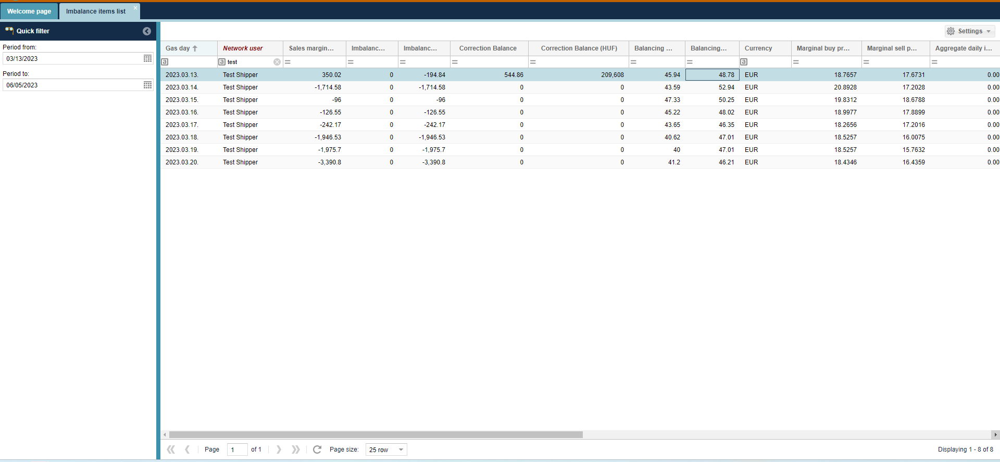 Welcome page
Imbalance items list
Quick filter
Period from:
03/13/2023
Period to:
06/05/2023
Settings
Gas day Network user Sales margin... Imbalanc... Imbalanc... Correction Balance Correction Balance (HUF) Balancing ... Balancing... Currency Marginal buy pr... Marginal sell p... Aggregate daily i...
a a test = = = = = = = a = = =
2023.03.13. Test Shipper 350.02 0 -194.84 544.86 209,608 45.94 48.78 EUR 18.7657 17.6731 0.00
2023.03.14. Test Shipper -1,714.58 0 -1,714.58 0 0 43.59 52.94 EUR 20.8928 17.2028 0.00
2023.03.15. Test Shipper -96 0 -96 0 0 47.33 50.25 EUR 19.8312 18.6788 0.00
2023.03.16. Test Shipper -126.55 0 -126.55 0 0 45.22 48.02 EUR 18.9977 17.8899 0.00
2023.03.17. Test Shipper -242.17 0 -242.17 0 0 43.65 46.35 EUR 18.2656 17.2016 0.00
2023.03.18. Test Shipper -1,946.53 0 -1,946.53 0 0 40.62 47.01 EUR 18.5257 16.0075 0.00
2023.03.19. Test Shipper -1,975.7 0 -1,975.7 0 0 40 47.01 EUR 18.5257 15.7632 0.00
2023.03.20. Test Shipper -3,390.8 0 -3,390.8 0 0 41.2 46.21 EUR 18.4346 16.4359 0.00
Page 1 of 1 Page size: 25 row Displaying 1 - 8 of 8